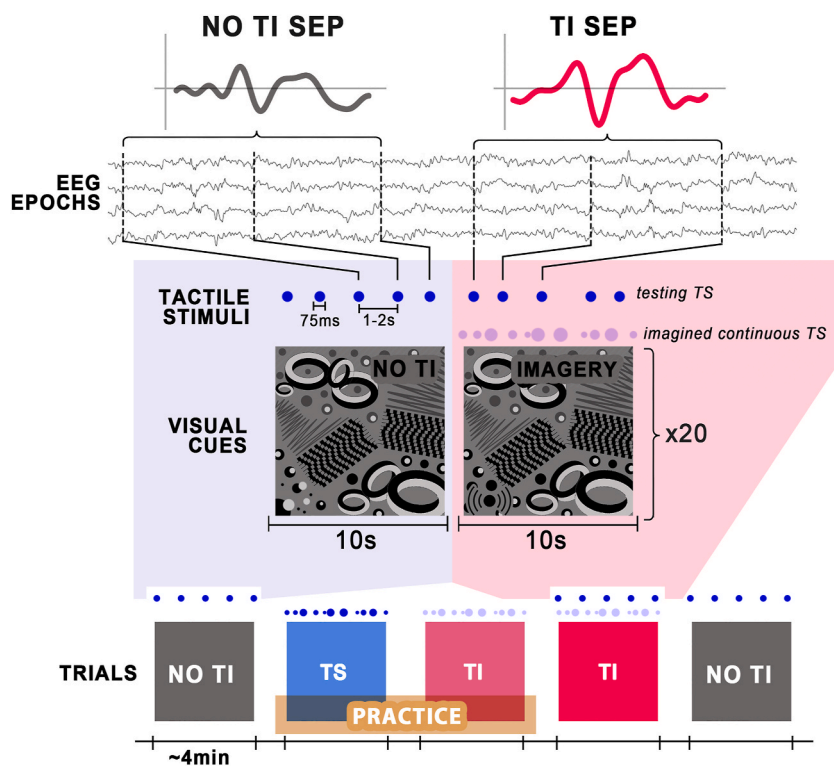 NO TI SEP
TI SEP
EEG
EPOCHS
TACTILE
STIMULI
75ms
1-2s
testing TS
imagined continuous TS
VISUAL
CUES
NO TI
IMAGERY
x20
10s
10s
TRIALS
NO TI
TS
TI
TI
NO TI
PRACTICE
~4min